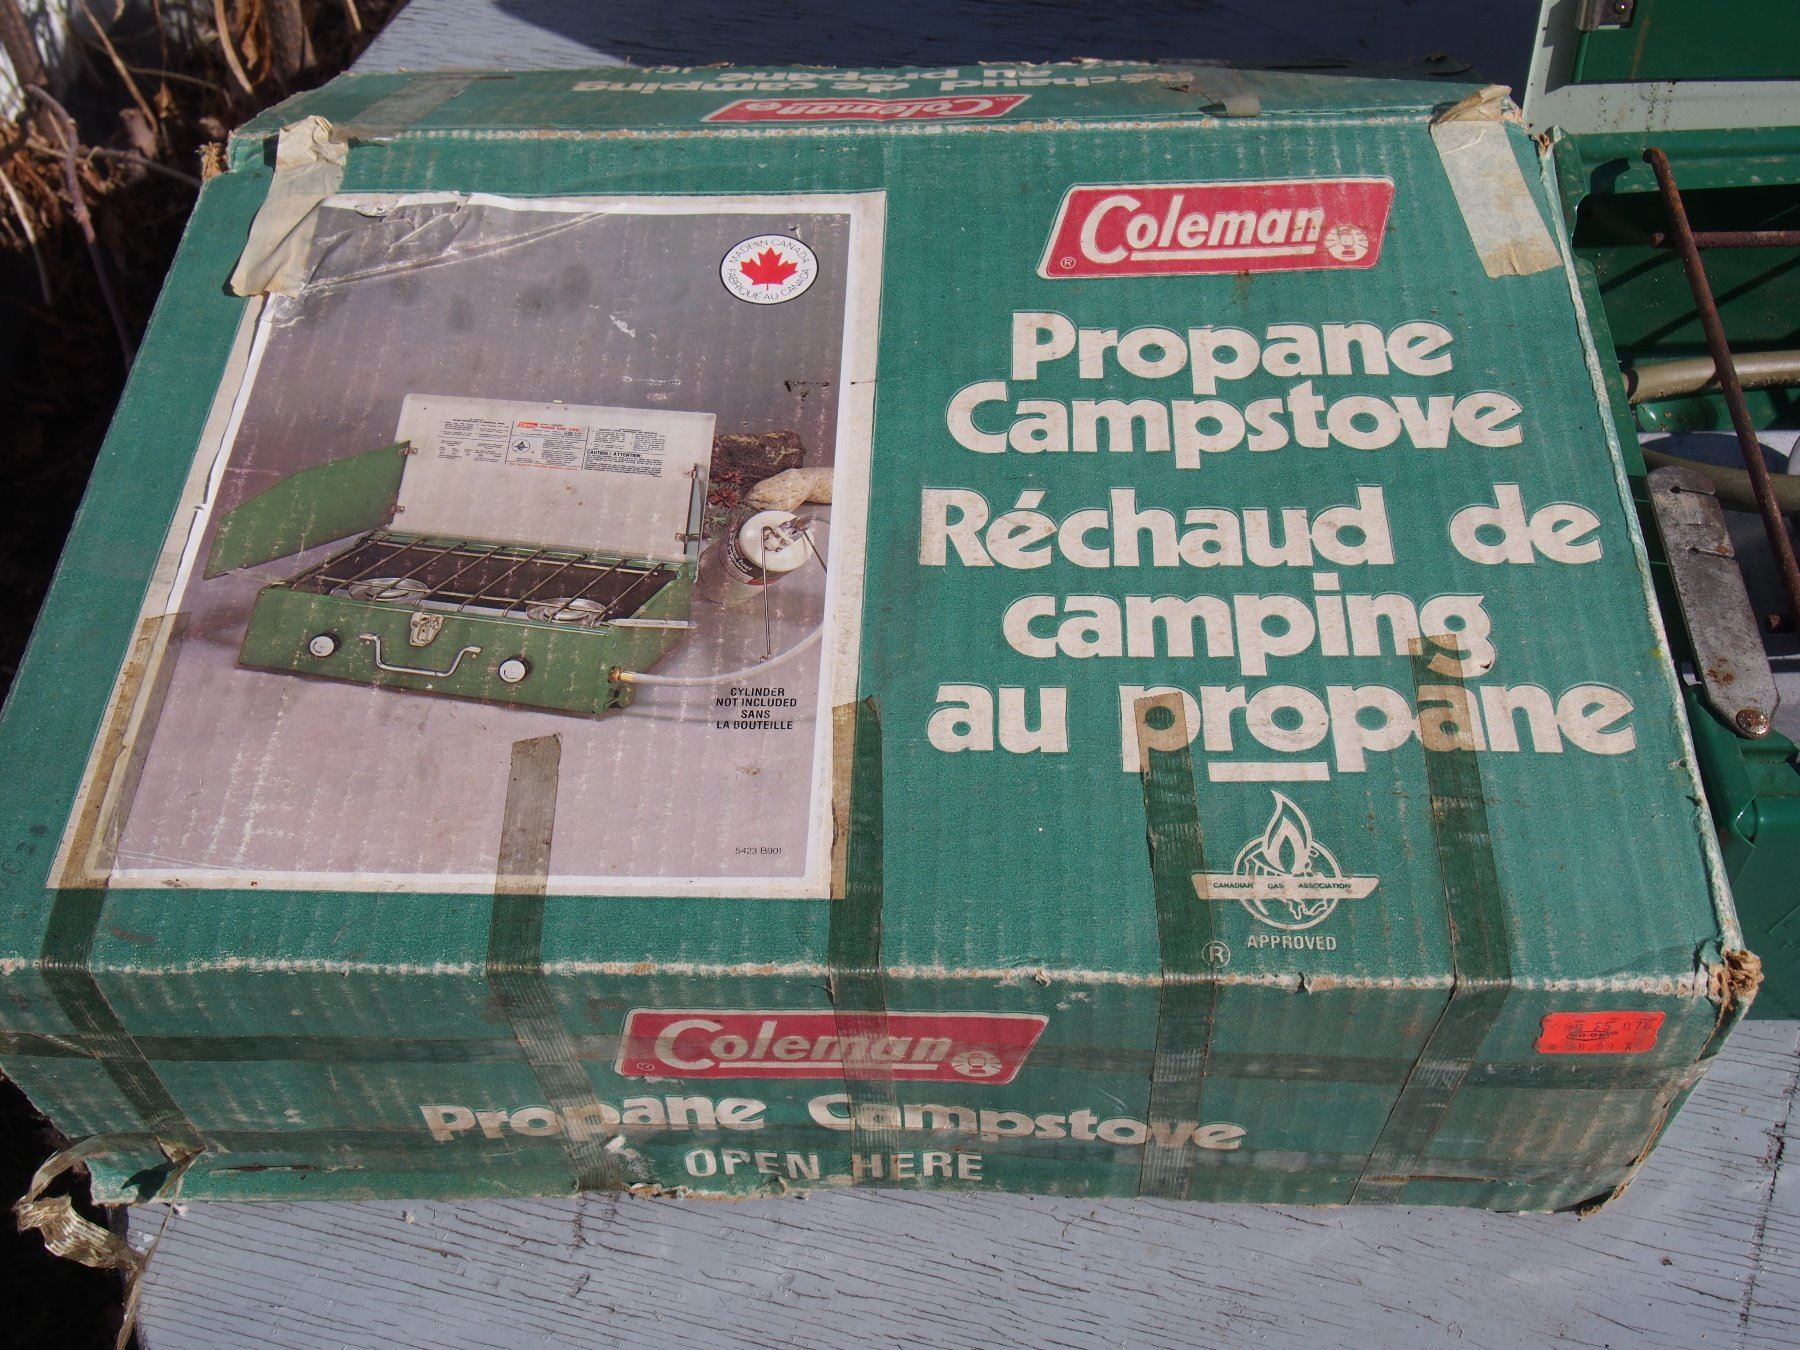 Réchaud de camping
au propane
Coleman
MADE IN CANADA
FABRIQUÉ AU CANADA
Coleman
®
Propane
Campstove
Réchaud de
camping
au propane
Coleman
CAUTION / ATTENTION
CYLINDER
NOT INCLUDED
SANS
LA BOUTEILLE
5423 B901
CANADIAN GAS ASSOCIATION
®
APPROVED
Coleman
®
Propane Campstove
OPEN HERE